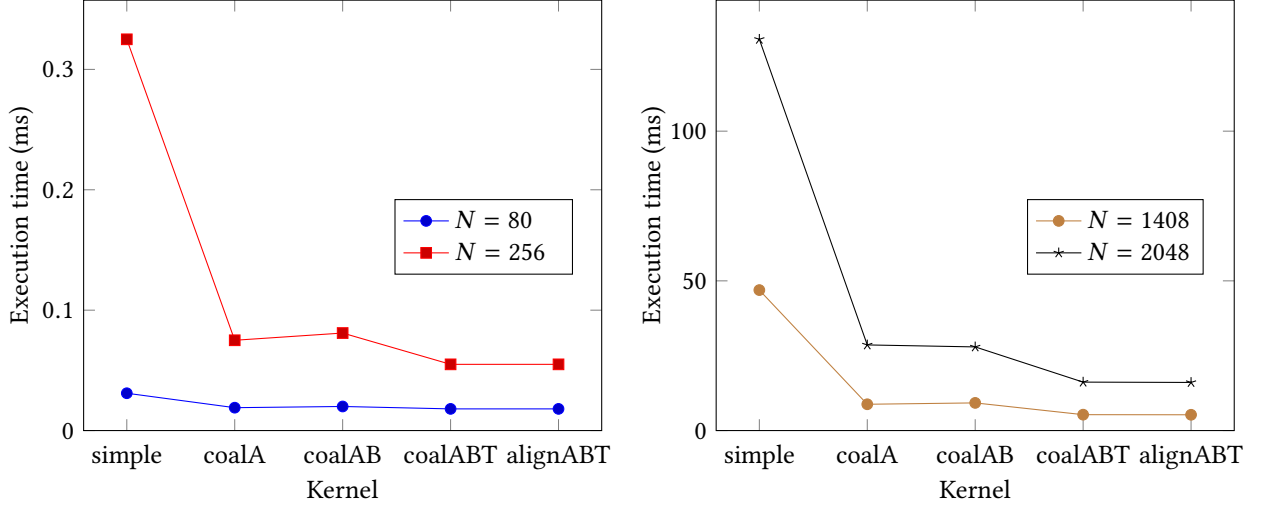 0.3
0.2
0.1
0
Execution time (ms)
N = 80
N = 256
simple coalA coalAB coalABT alignABT
Kernel
100
50
0
Execution time (ms)
N = 1408
N = 2048
simple coalA coalAB coalABT alignABT
Kernel